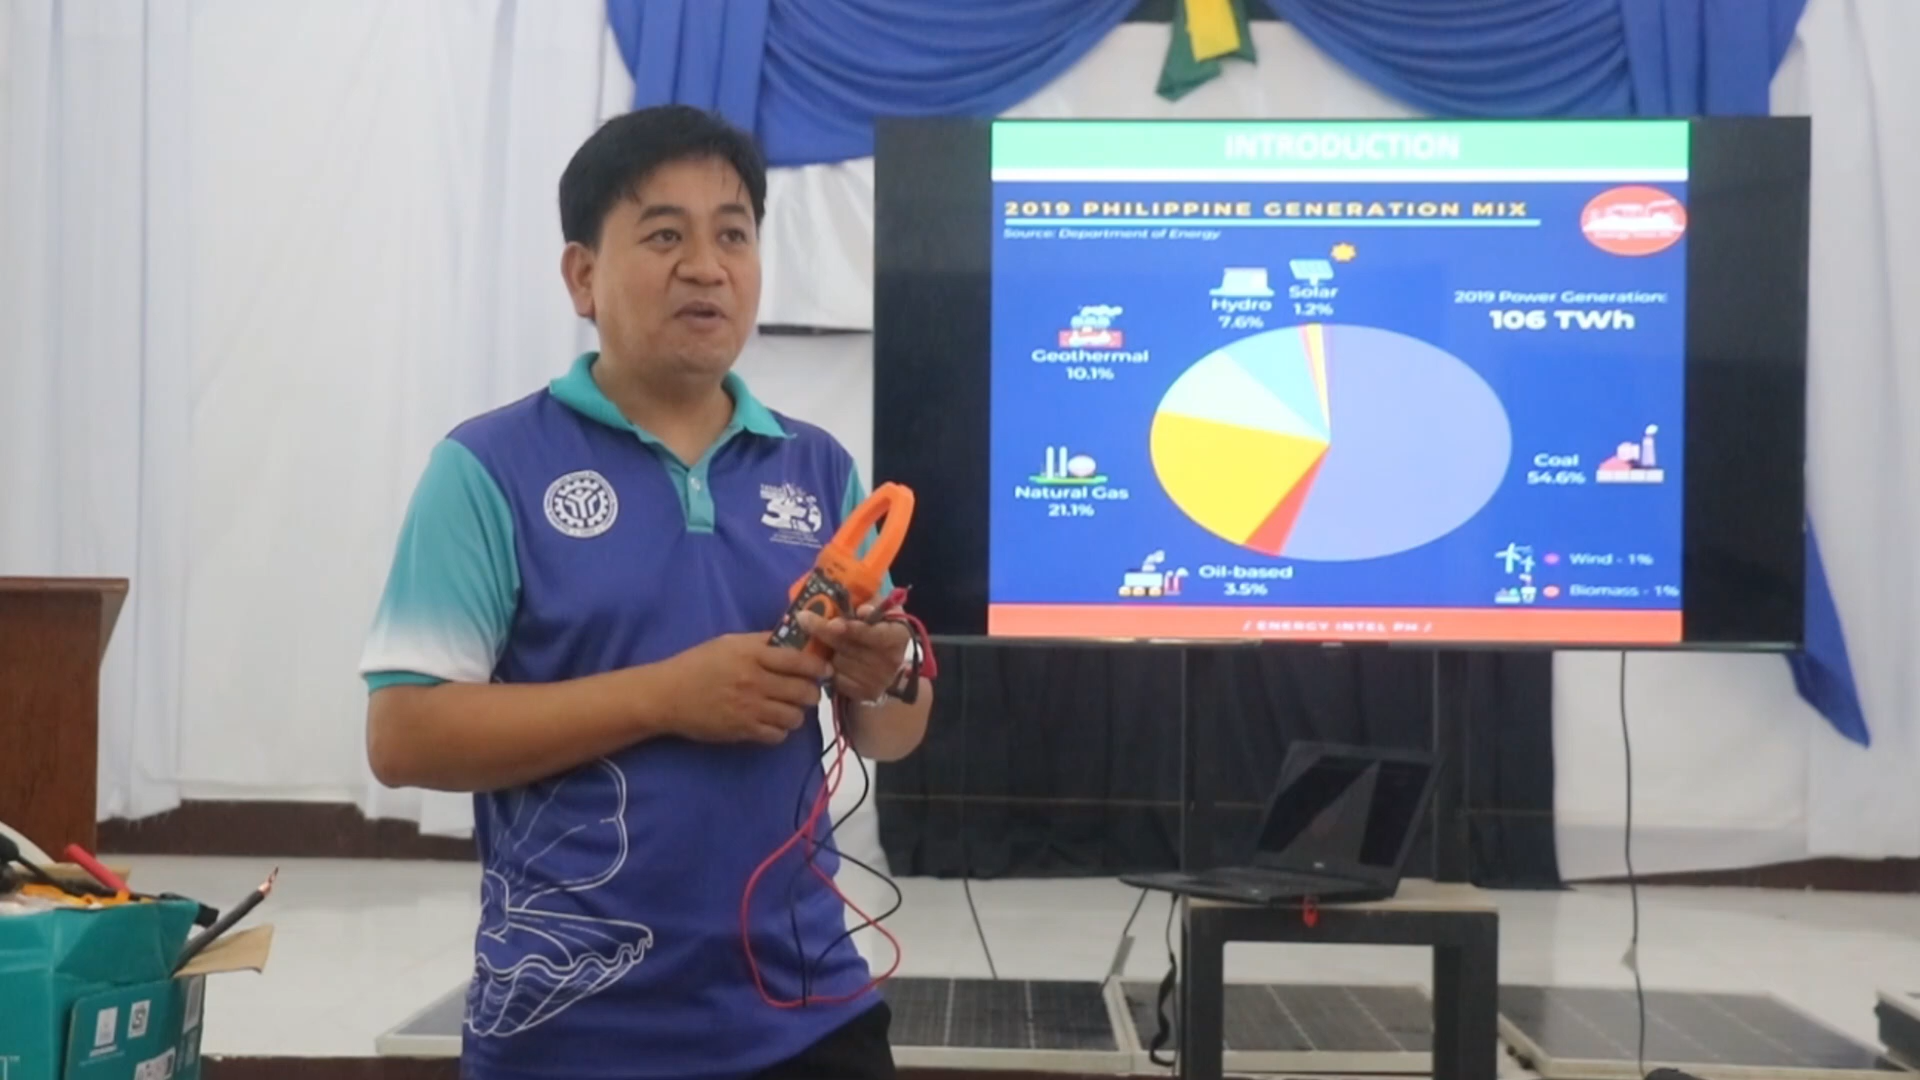 INTRODUCTION
2019 PHILIPPINE GENERATION MIX
Source: Department of Energy
Solar
1.2%
Hydro
7.6%
2019 Power Generation:
106 TWh
Geothermal
10.1%
Coal
54.6%
Natural Gas
21.1%
Wind - 1%
Oil-based
3.5%
Biomass - 1%
/ ENERGY INTEL PH /